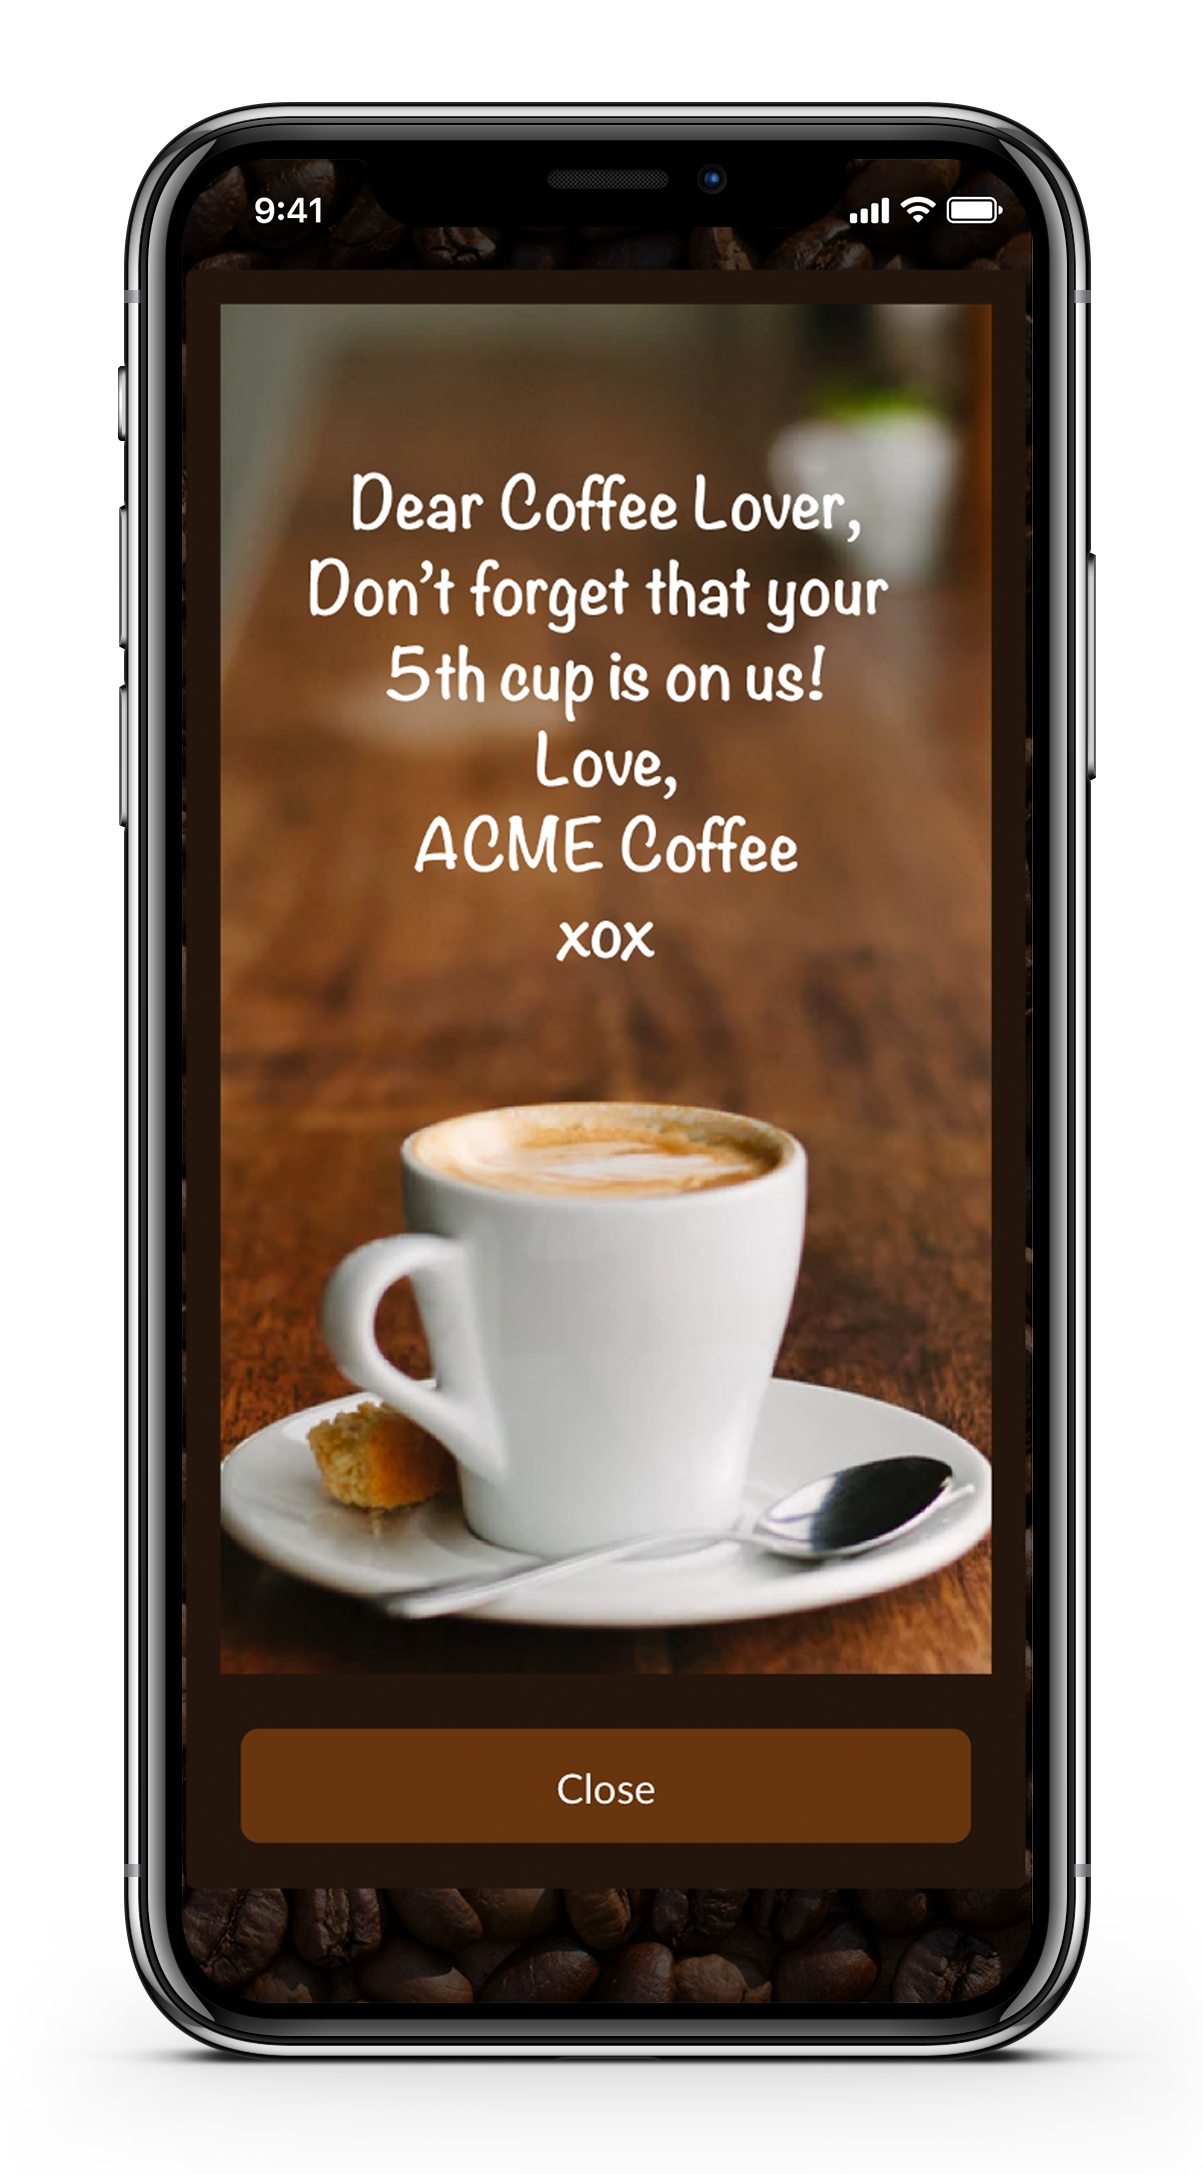 9:41
Dear Coffee Lover,
Don't forget that your
5th cup is on us!
Love,
ACME Coffee
xox
Close